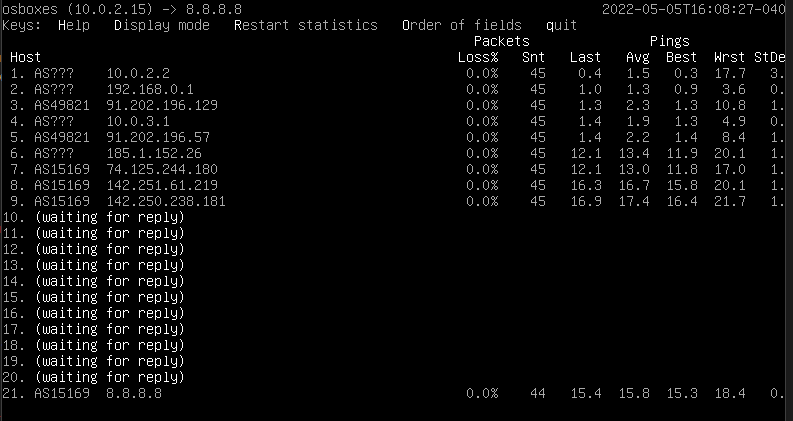 osboxes (10.0.2.15) -> 8.8.8.8 2022-05-05T16:08:27-040
Keys: Help Display mode Restart statistics Order of fields quit
Packets Pings
Host Loss% Snt Last Avg Best Wrst StDe
1. AS??? 10.0.2.2 0.0% 45 0.4 1.5 0.3 17.7 3.
2. AS??? 192.168.0.1 0.0% 45 1.0 1.3 0.9 3.6 0.
3. AS49821 91.202.196.129 0.0% 45 1.3 2.3 1.3 10.8 1.
4. AS??? 10.0.3.1 0.0% 45 1.4 1.9 1.3 4.9 0.
5. AS49821 91.202.196.57 0.0% 45 1.4 2.2 1.4 8.4 1.
6. AS??? 185.1.152.26 0.0% 45 12.1 13.4 11.9 20.1 1.
7. AS15169 74.125.244.180 0.0% 45 12.1 13.0 11.8 17.0 1.
8. AS15169 142.251.61.219 0.0% 45 16.3 16.7 15.8 20.1 1.
9. AS15169 142.250.238.181 0.0% 45 16.9 17.4 16.4 21.7 1.
10. (waiting for reply)
11. (waiting for reply)
12. (waiting for reply)
13. (waiting for reply)
14. (waiting for reply)
15. (waiting for reply)
16. (waiting for reply)
17. (waiting for reply)
18. (waiting for reply)
19. (waiting for reply)
20. (waiting for reply)
21. AS15169 8.8.8.8 0.0% 44 15.4 15.8 15.3 18.4 0.